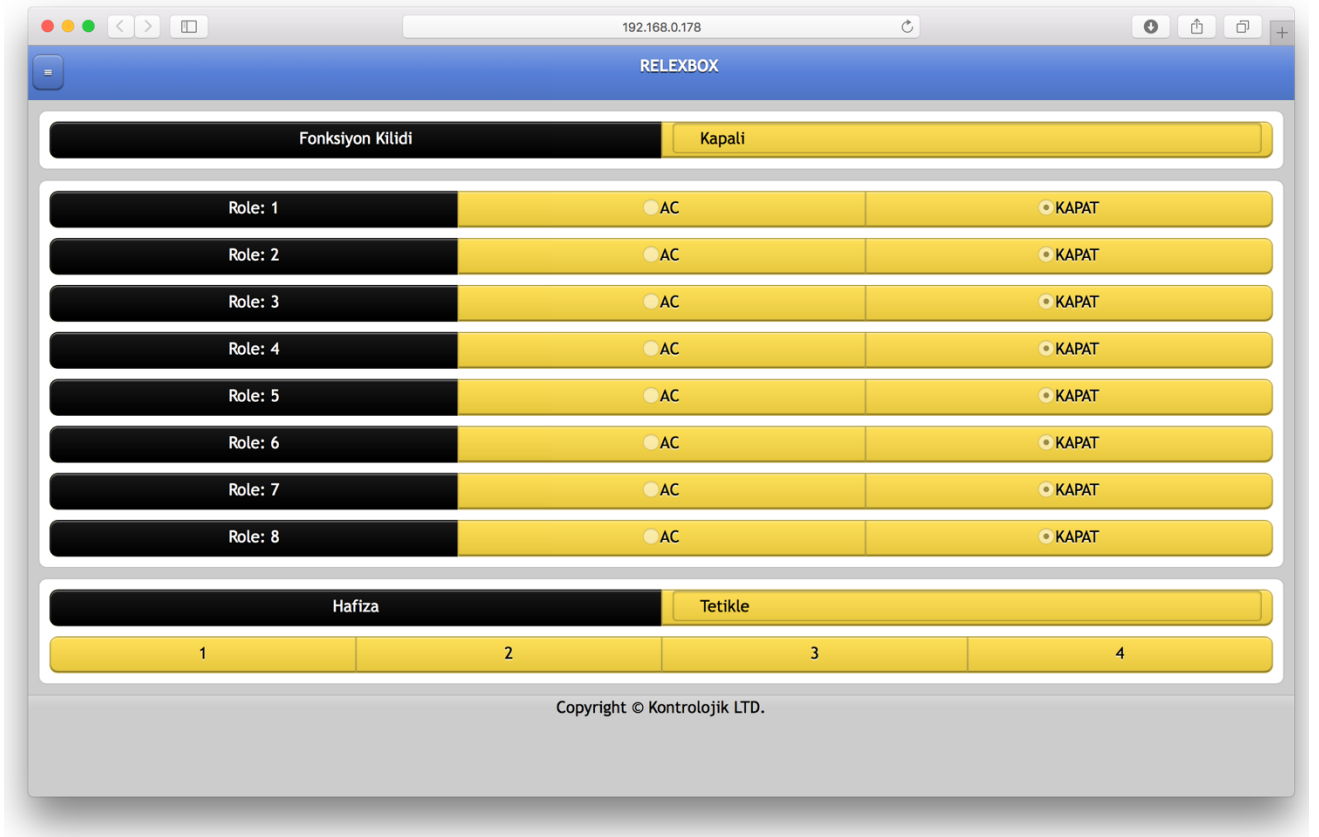 192.168.0.178
RELEXBOX
Fonksiyon Kilidi Kapali
Role: 1 AC KAPAT
Role: 2 AC KAPAT
Role: 3 AC KAPAT
Role: 4 AC KAPAT
Role: 5 AC KAPAT
Role: 6 AC KAPAT
Role: 7 AC KAPAT
Role: 8 AC KAPAT
Hafiza Tetikle
1 2 3 4
Copyright © Kontrolojik LTD.